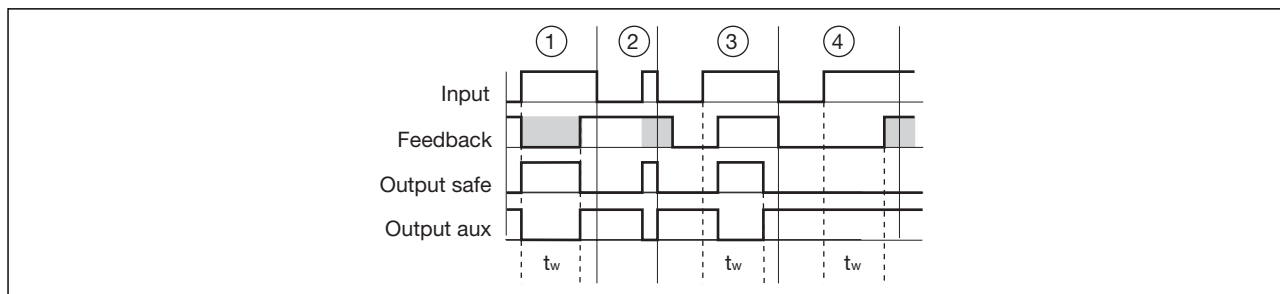 ① ② ③ ④
Input
Feedback
Output safe
Output aux
tw tw tw